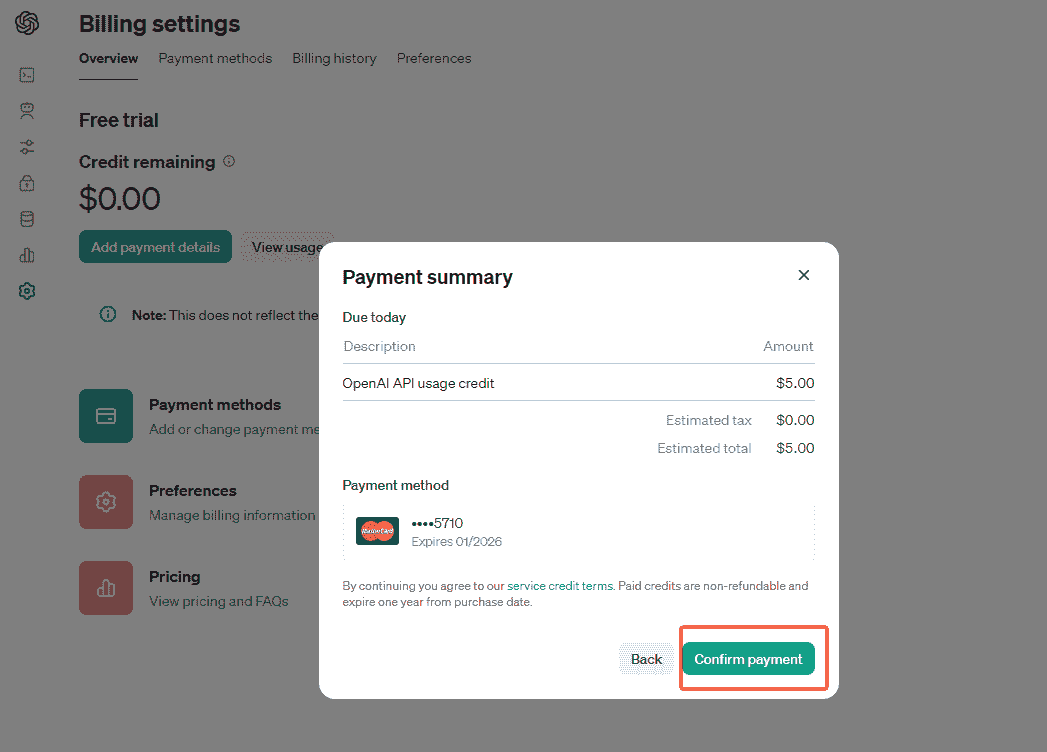 Billing settings
Overview Payment methods Billing history Preferences
Free trial
Credit remaining
$0.00
Add payment details View usage
Note: This does not reflect the
Payment methods
Add or change payment me
Preferences
Manage billing information
Pricing
View pricing and FAQs
Payment summary
Due today
Description Amount
OpenAI API usage credit $5.00
Estimated tax $0.00
Estimated total $5.00
Payment method
MasterCard
••••5710
Expires 01/2026
By continuing you agree to our service credit terms. Paid credits are non-refundable and
expire one year from purchase date.
Back Confirm payment